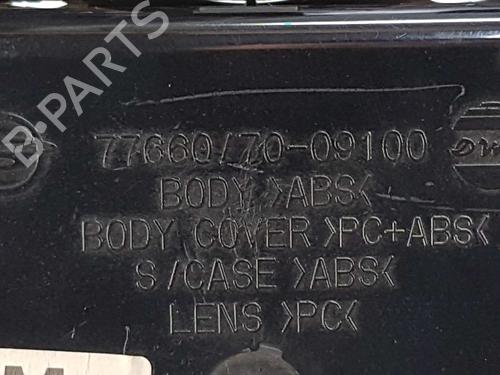 B-PARTS
77660/70-09100
BODY >ABS<
BODY COVER >PC+ABS<
S/CASE >ABS<
LENS >PC<
M